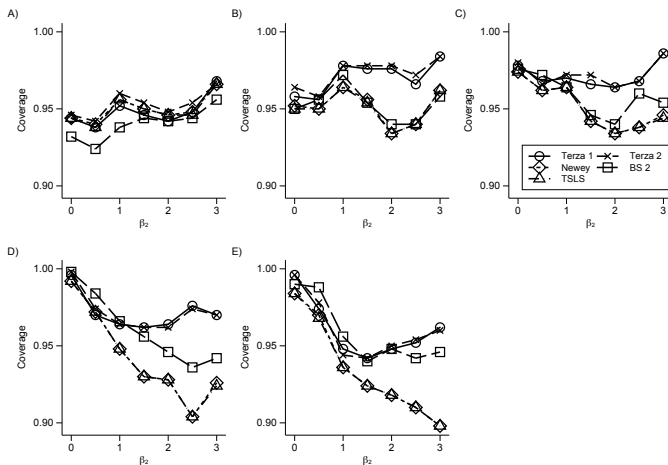 A)
B)
C)
1.00
0.95
0.90
Coverage
0
1
2
3
β2
1.00
0.95
0.90
Coverage
0
1
2
3
β2
1.00
0.95
0.90
Coverage
0
1
2
3
β2
Terza 1
Terza 2
Newey
BS 2
TSLS
D)
E)
1.00
0.95
0.90
Coverage
0
1
2
3
β2
1.00
0.95
0.90
Coverage
0
1
2
3
β2